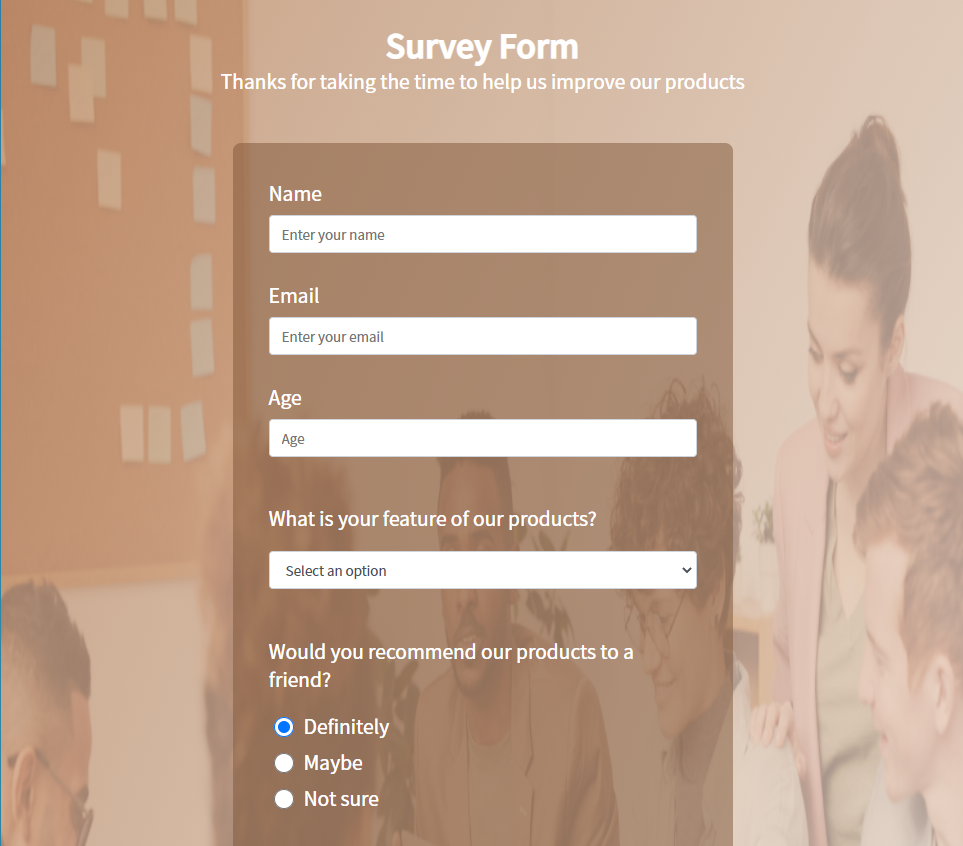 Survey Form
Thanks for taking the time to help us improve our products
Name
Enter your name
Email
Enter your email
Age
Age
What is your feature of our products?
Select an option
Would you recommend our products to a
friend?
Definitely
Maybe
Not sure